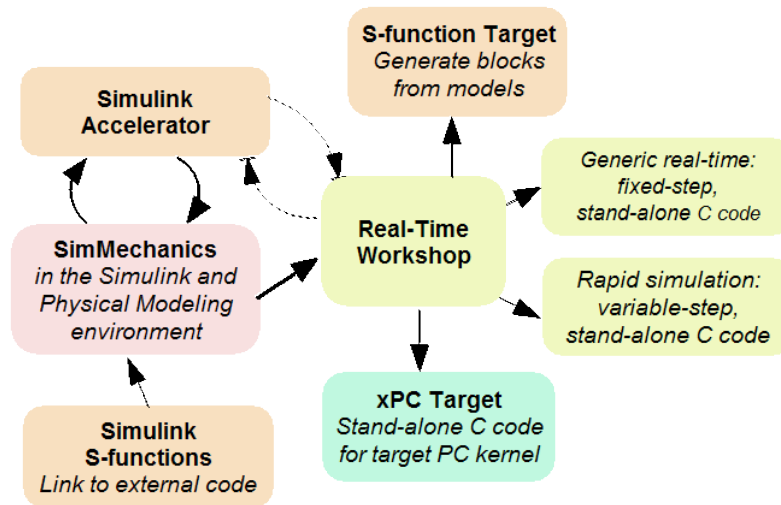 S-function Target
Generate blocks
from models
Simulink
Accelerator
Generic real-time:
fixed-step,
stand-alone C code
Real-Time
Workshop
SimMechanics
in the Simulink and
Physical Modeling
environment
Rapid simulation:
variable-step,
stand-alone C code
xPC Target
Stand-alone C code
for target PC kernel
Simulink
S-functions
Link to external code